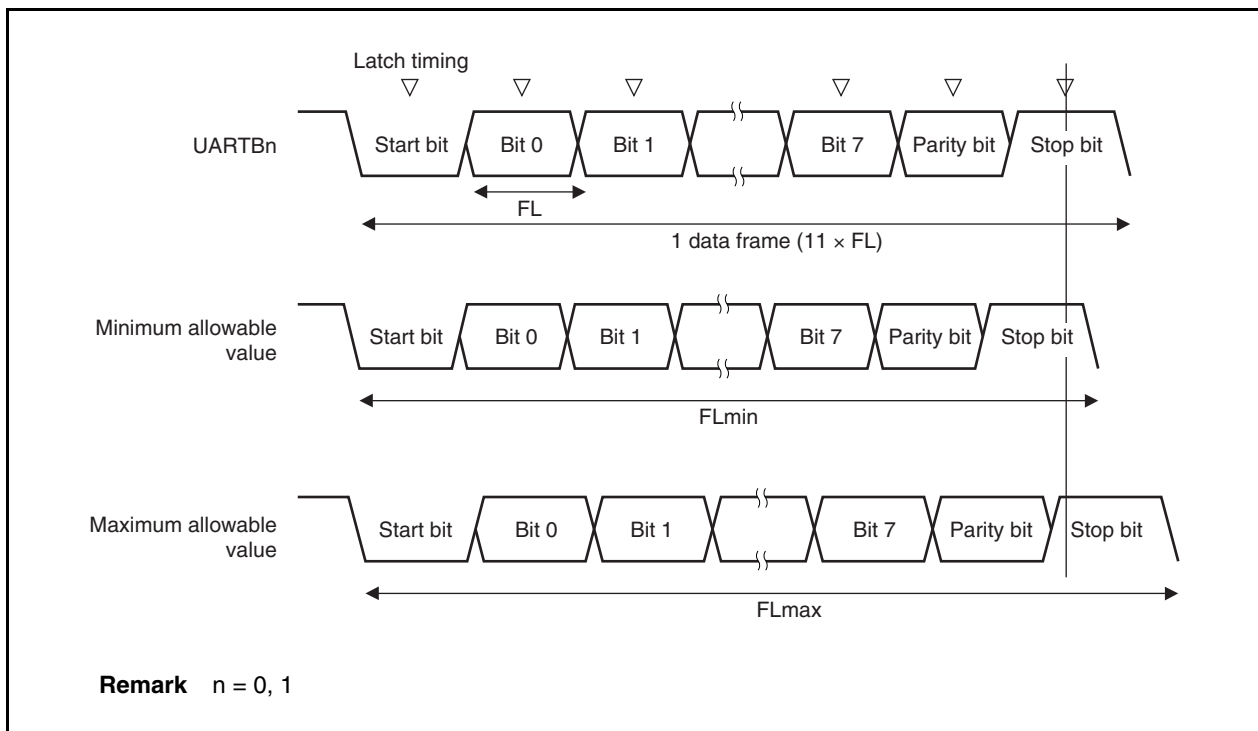 Latch timing
UARTBn
Start bit Bit 0 Bit 1 Bit 7 Parity bit Stop bit
FL
1 data frame (11 × FL)
Minimum allowable
value
Start bit Bit 0 Bit 1 Bit 7 Parity bit Stop bit
FLmin
Maximum allowable
value
Start bit Bit 0 Bit 1 Bit 7 Parity bit Stop bit
FLmax
Remark n = 0, 1